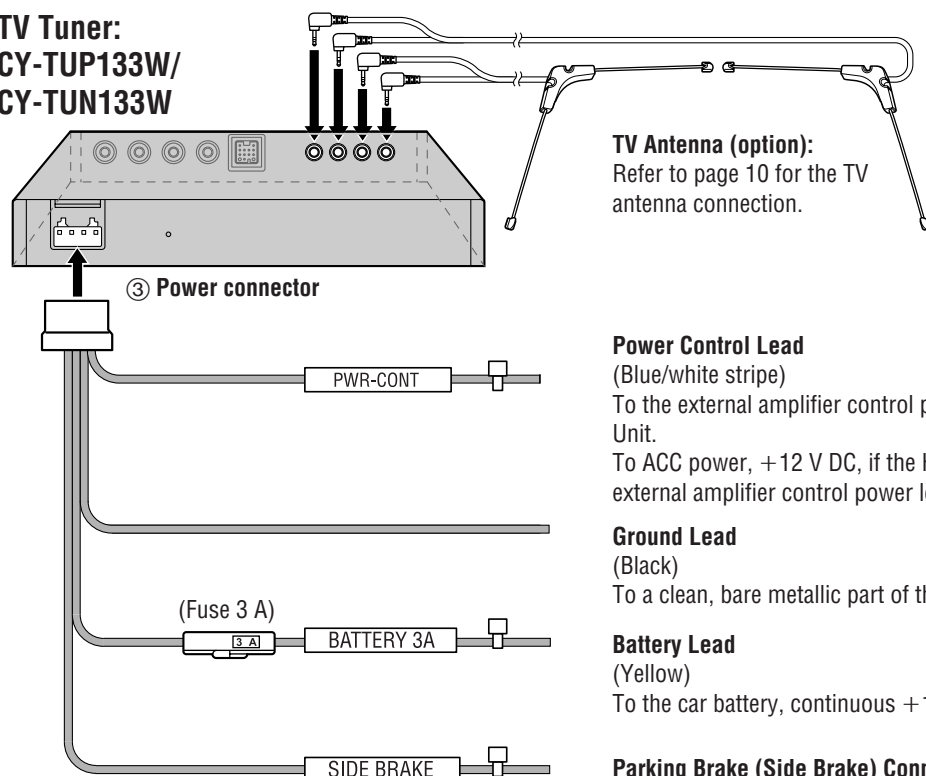 TV Tuner:
CY-TUP133W/
CY-TUN133W
TV Antenna (option):
Refer to page 10 for the TV
antenna connection.
③ Power connector
PWR-CONT
Power Control Lead
(Blue/white stripe)
To the external amplifier control
Unit.
To ACC power, +12 V DC, if the
external amplifier control power
Ground Lead
(Black)
To a clean, bare metallic part of
(Fuse 3 A)
3 A
BATTERY 3A
Battery Lead
(Yellow)
To the car battery, continuous
SIDE BRAKE
Parking Brake (Side Brake)